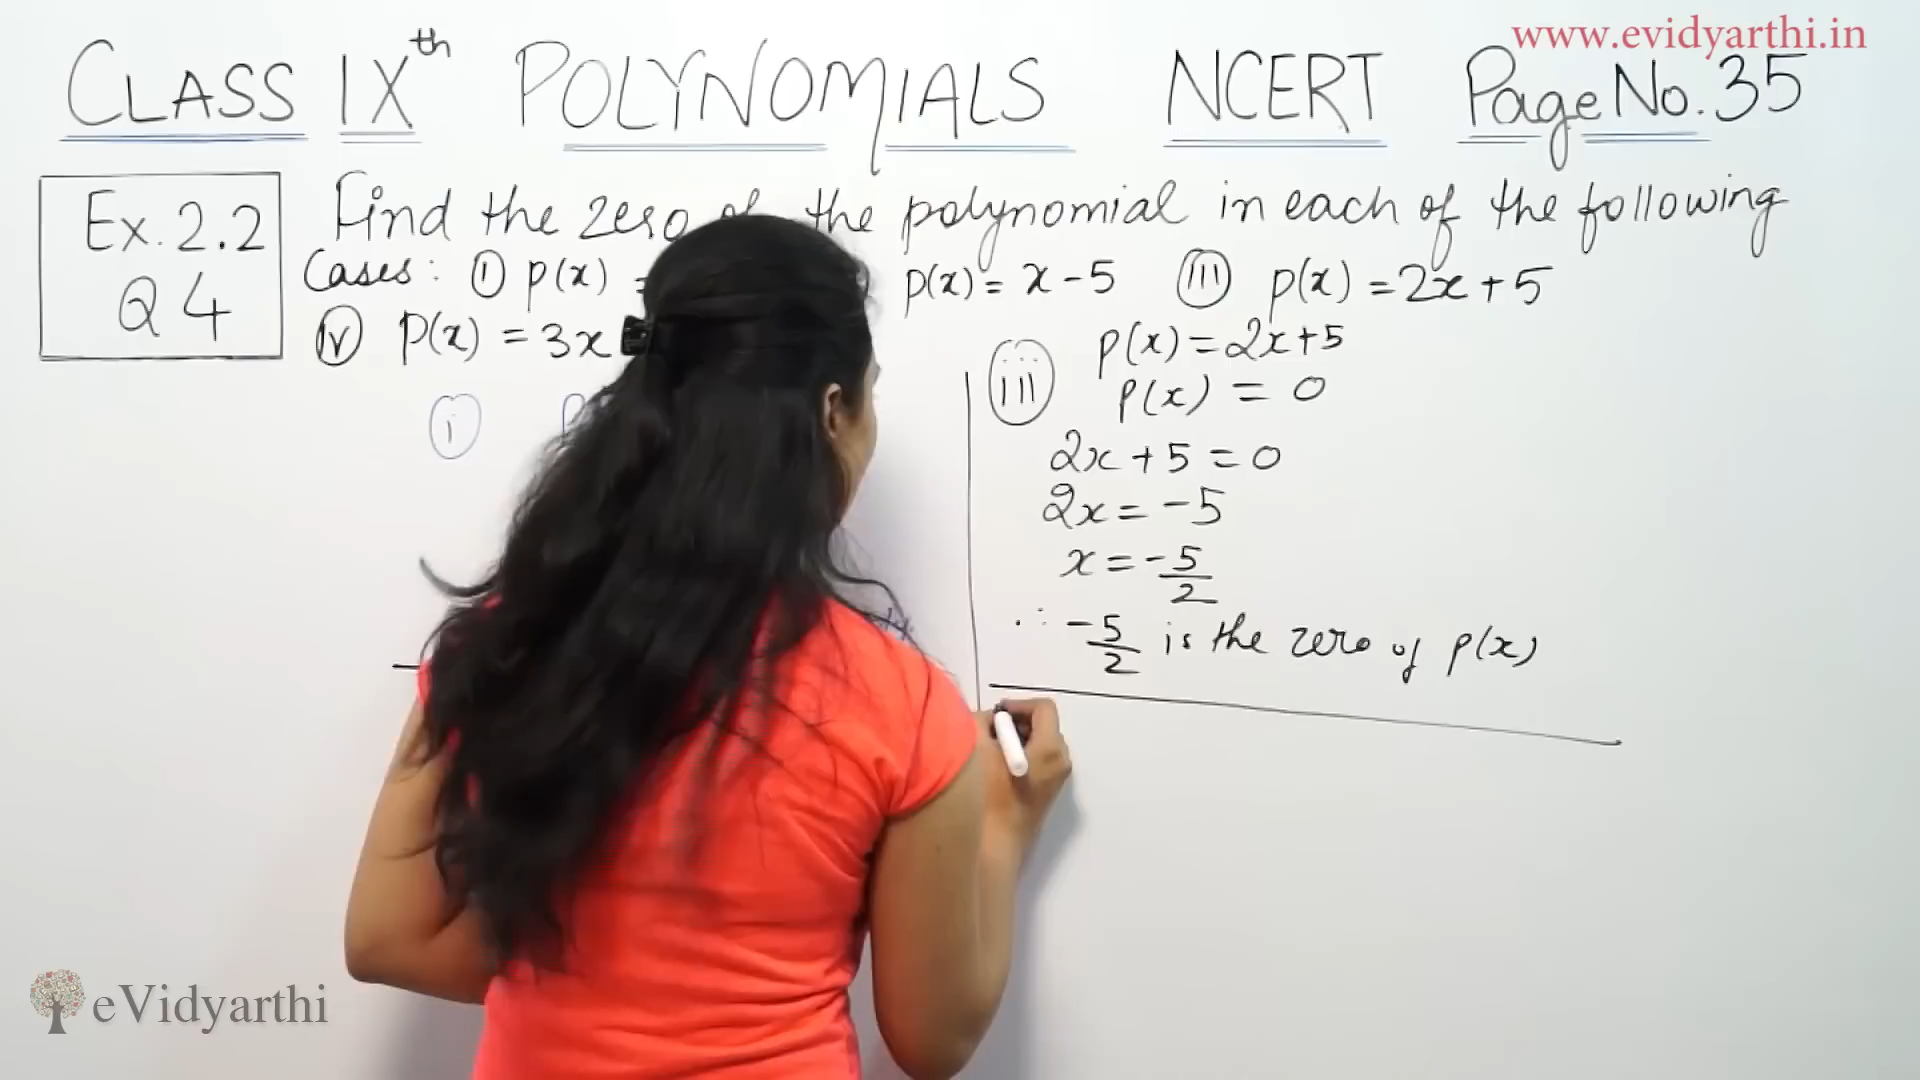 www.evidyarthi.in
CLASS IXth POLYNOMIALS NCERT Page No. 35
Ex. 2.2
Q 4
Find the zero of the polynomial in each of the following
Cases : (i) p(x) = p(x) = x - 5 (iii) p(x) = 2x + 5
(iv) p(x) = 3x
(i)
(iii) p(x) = 2x + 5
p(x) = 0
2x + 5 = 0
2x = -5
x = -5/2
∴ -5/2 is the zero of p(x)
eVidyarthi